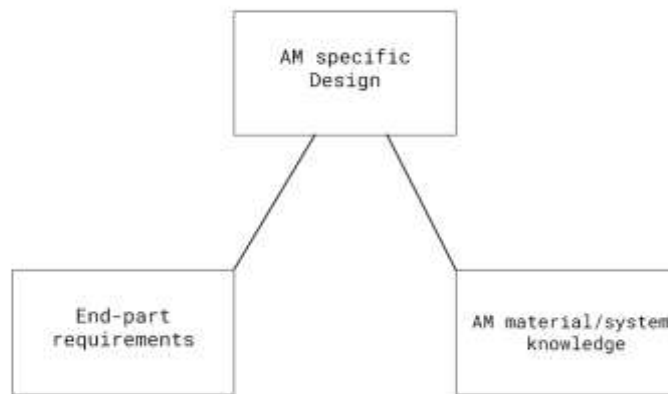 AM specific
Design
End-part
requirements
AM material/system
knowledge